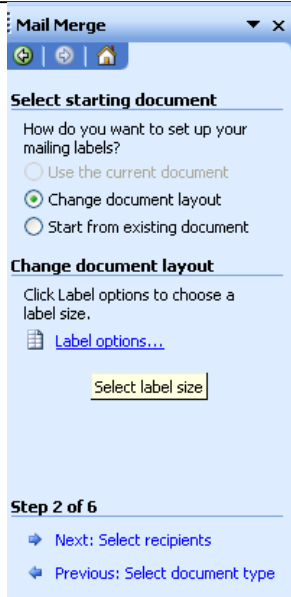 Mail Merge
Select starting document
How do you want to set up your
mailing labels?
Use the current document
Change document layout
Start from existing document
Change document layout
Click Label options to choose a
label size.
Label options...
Select label size
Step 2 of 6
Next: Select recipients
Previous: Select document type